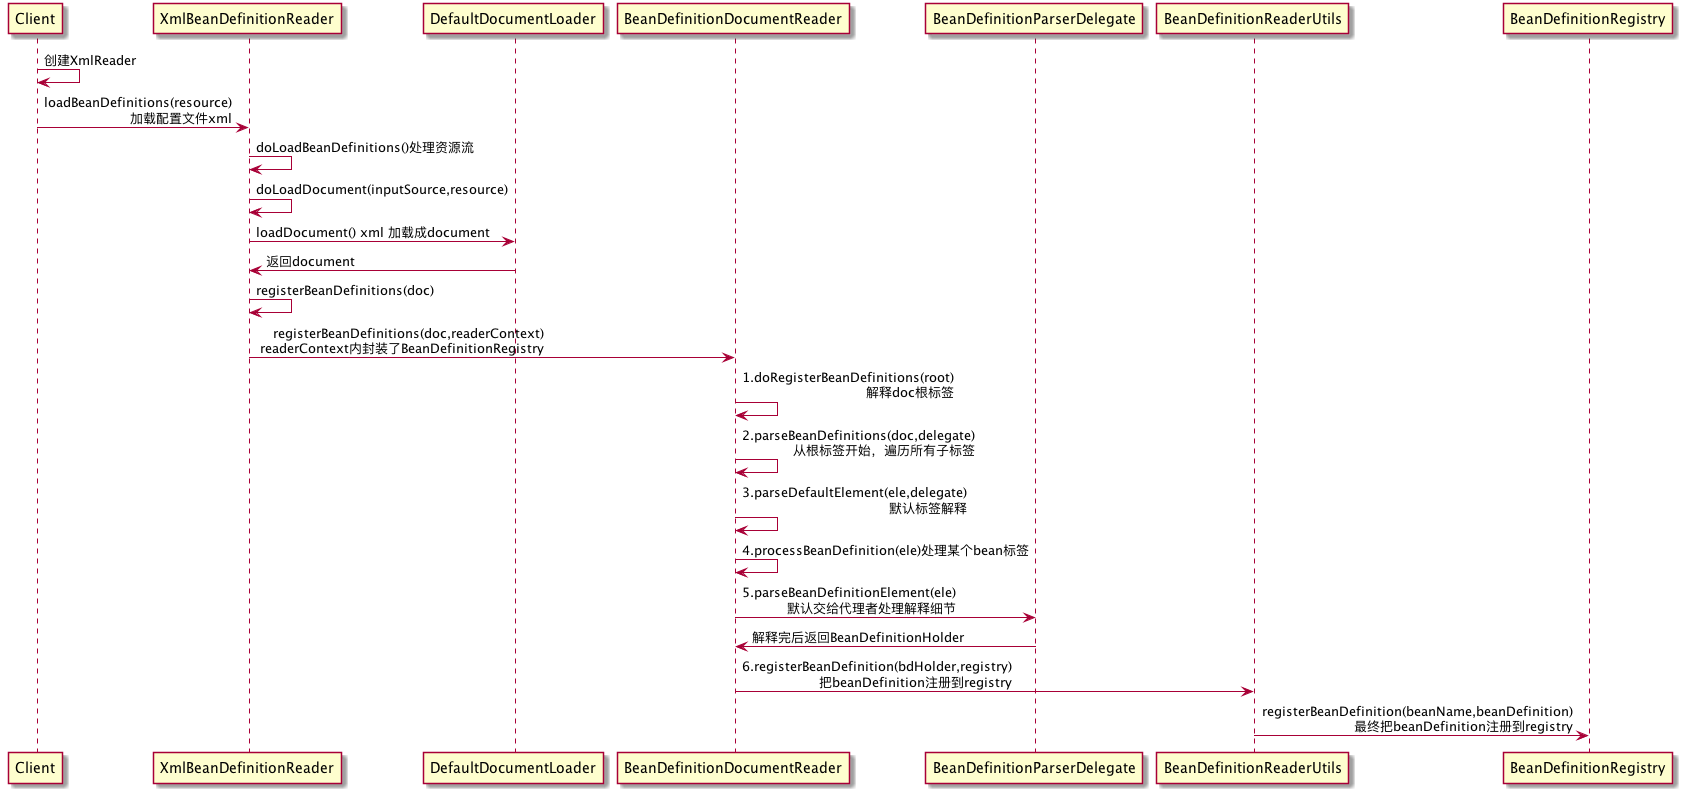 Client
XmlBeanDefinitionReader
DefaultDocumentLoader
BeanDefinitionDocumentReader
BeanDefinitionParserDelegate
BeanDefinitionReaderUtils
BeanDefinitionRegistry
创建XmlReader
loadBeanDefinitions(resource)
加载配置文件xml
doLoadBeanDefinitions()处理资源流
doLoadDocument(inputSource,resource)
loadDocument() xml 加载成document
返回document
registerBeanDefinitions(doc)
registerBeanDefinitions(doc,readerContext)
readerContext内封装了BeanDefinitionRegistry
1.doRegisterBeanDefinitions(root)
解释doc根标签
2.parseBeanDefinitions(doc,delegate)
从根标签开始，遍历所有子标签
3.parseDefaultElement(ele,delegate)
默认标签解释
4.processBeanDefinition(ele)处理某个bean标签
5.parseBeanDefinitionElement(ele)
默认交给代理者处理解释细节
解释完后返回BeanDefinitionHolder
6.registerBeanDefinition(bdHolder,registry)
把beanDefinition注册到registry
registerBeanDefinition(beanName,beanDefinition)
最终把beanDefinition注册到registry
Client
XmlBeanDefinitionReader
DefaultDocumentLoader
BeanDefinitionDocumentReader
BeanDefinitionParserDelegate
BeanDefinitionReaderUtils
BeanDefinitionRegistry